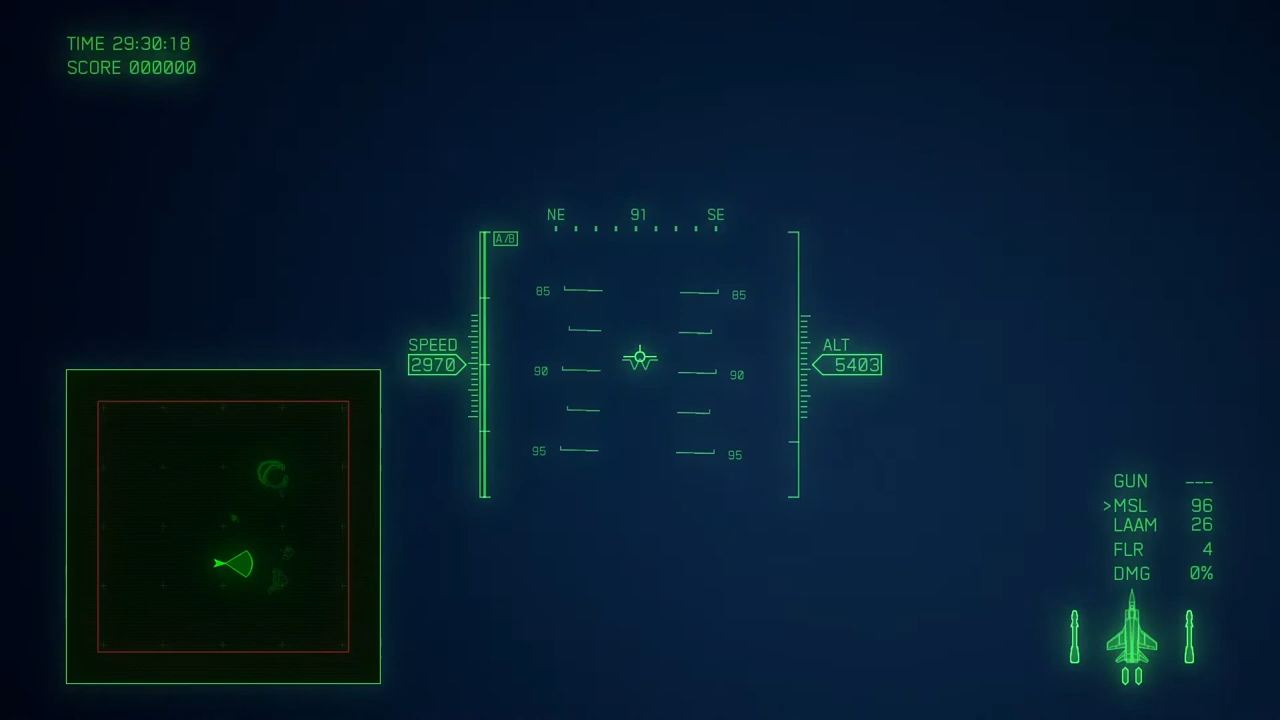 TIME 29:30:18
SCORE 000000
NE 91 SE
A/B
85 85
SPEED ALT
2970 5403
90 90
95 95
GUN ---
>MSL 96
LAAM 26
FLR 4
DMG 0%